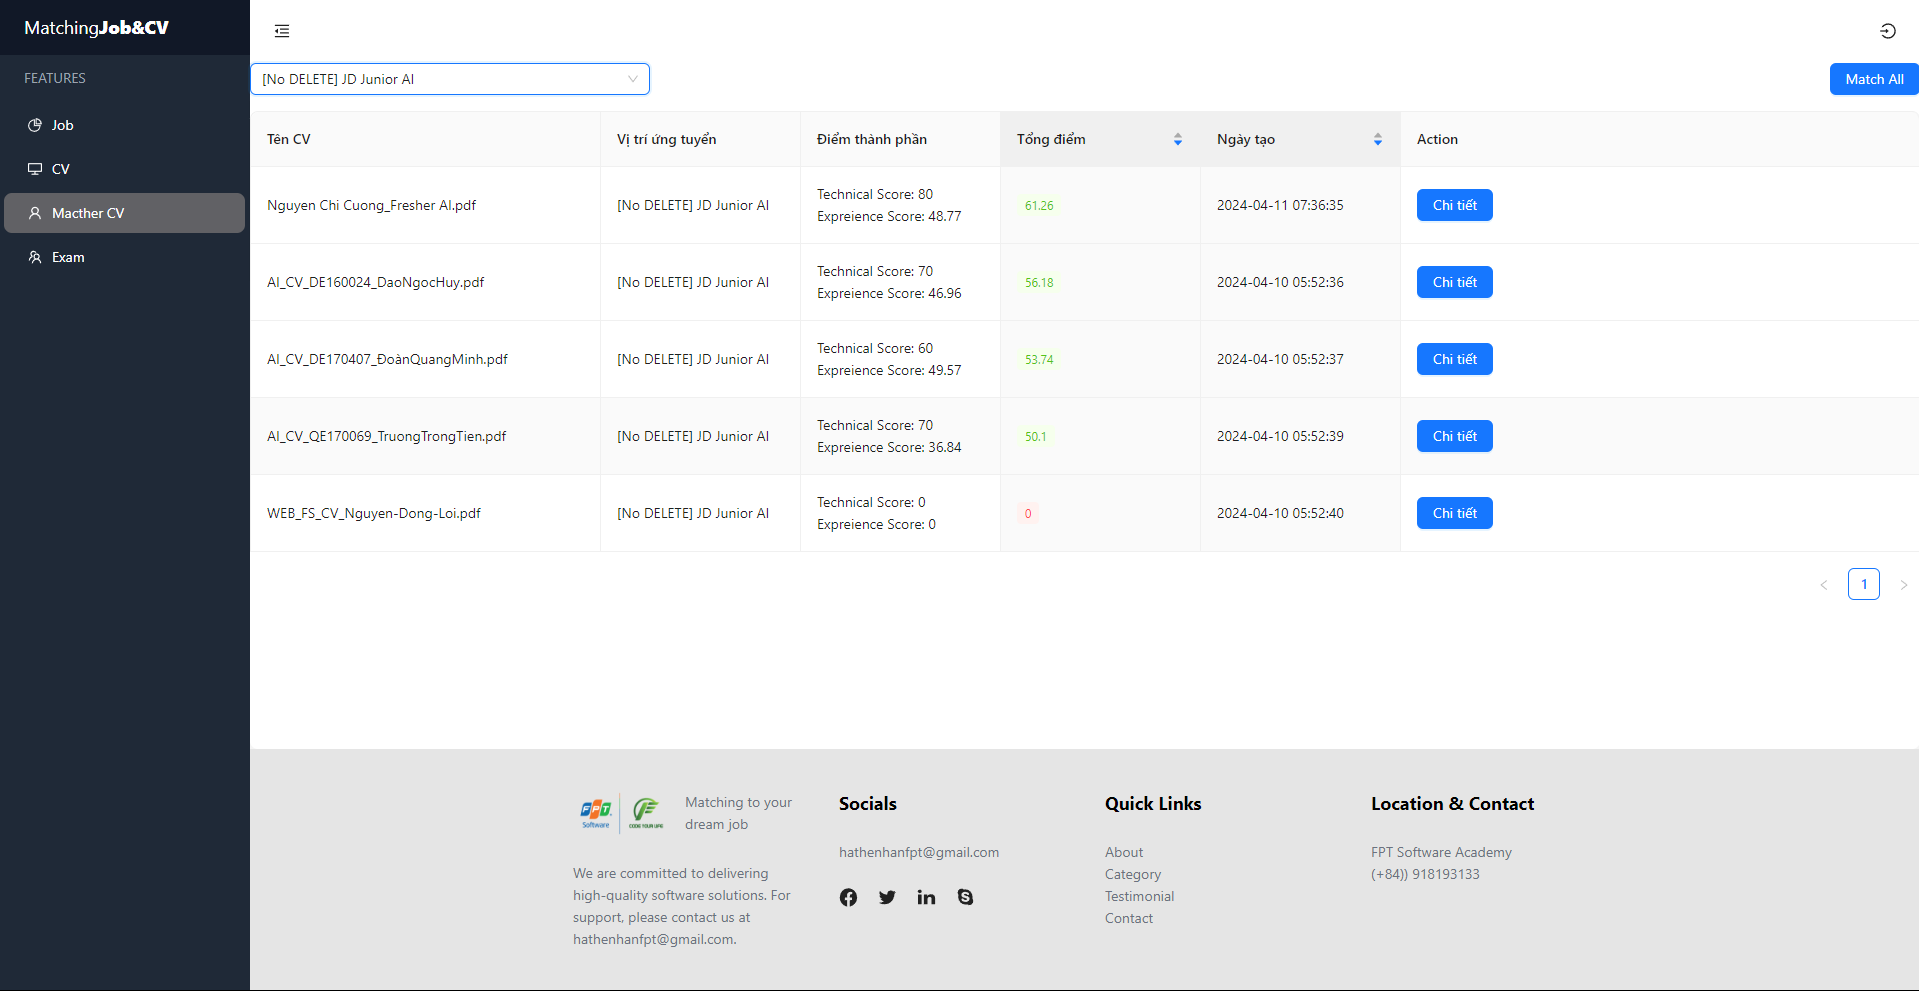 MatchingJob&CV
FEATURES
Job
CV
Macther CV
Exam
[No DELETE] JD Junior AI
Match All
Tên CV
Vị trí ứng tuyển
Điểm thành phần
Tổng điểm
Ngày tạo
Action
Nguyen Chi Cuong_Fresher AI.pdf
[No DELETE] JD Junior AI
Technical Score: 80
Expreience Score: 48.77
61.26
2024-04-11 07:36:35
Chi tiết
AI_CV_DE160024_DaoNgocHuy.pdf
[No DELETE] JD Junior AI
Technical Score: 70
Expreience Score: 46.96
56.18
2024-04-10 05:52:36
Chi tiết
AI_CV_DE170407_ĐoànQuangMinh.pdf
[No DELETE] JD Junior AI
Technical Score: 60
Expreience Score: 49.57
53.74
2024-04-10 05:52:37
Chi tiết
AI_CV_QE170069_TruongTrongTien.pdf
[No DELETE] JD Junior AI
Technical Score: 70
Expreience Score: 36.84
50.1
2024-04-10 05:52:39
Chi tiết
WEB_FS_CV_Nguyen-Dong-Loi.pdf
[No DELETE] JD Junior AI
Technical Score: 0
Expreience Score: 0
0
2024-04-10 05:52:40
Chi tiết
1
FPT
Software
CODE YOUR LIFE
Matching to your
dream job
We are committed to delivering
high-quality software solutions. For
support, please contact us at
hathenhanfpt@gmail.com.
Socials
hathenhanfpt@gmail.com
Quick Links
About
Category
Testimonial
Contact
Location & Contact
FPT Software Academy
(+84)) 918193133